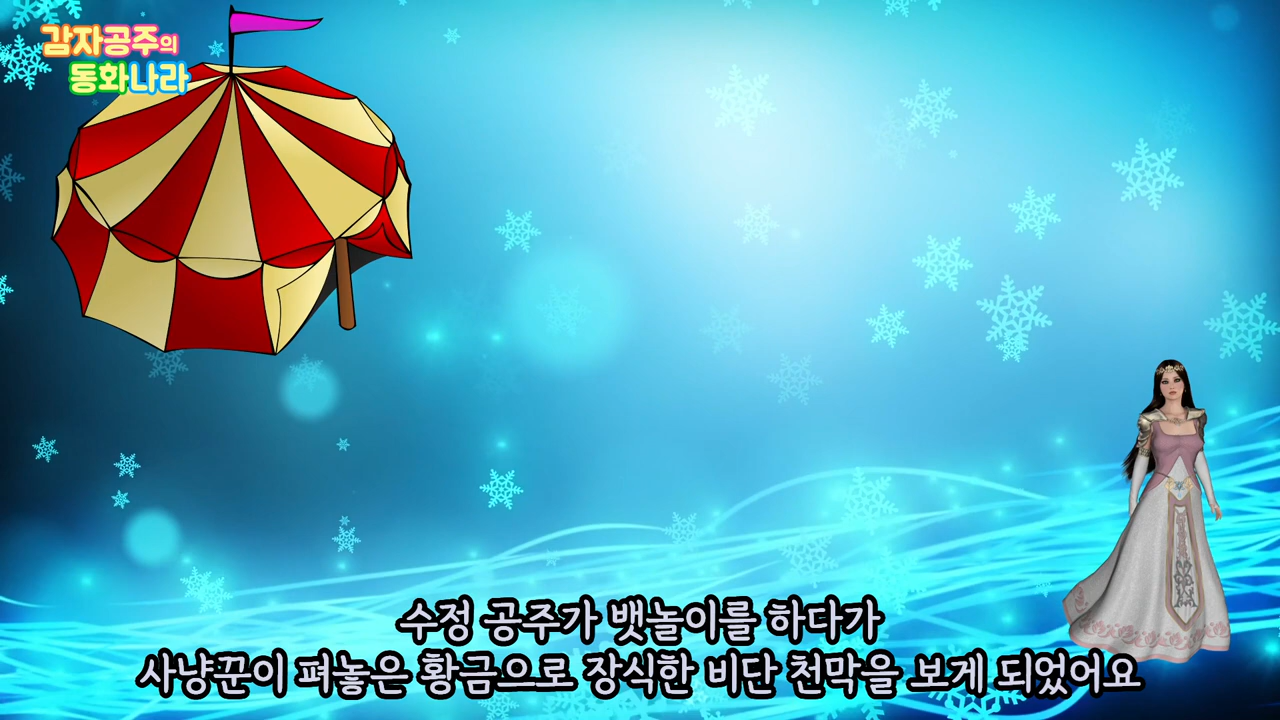 감자공주의
동화나라
수정 공주가 뱃놀이를 하다가
사냥꾼이 펴놓은 황금으로 장식한 비단 천막을 보게 되었어요